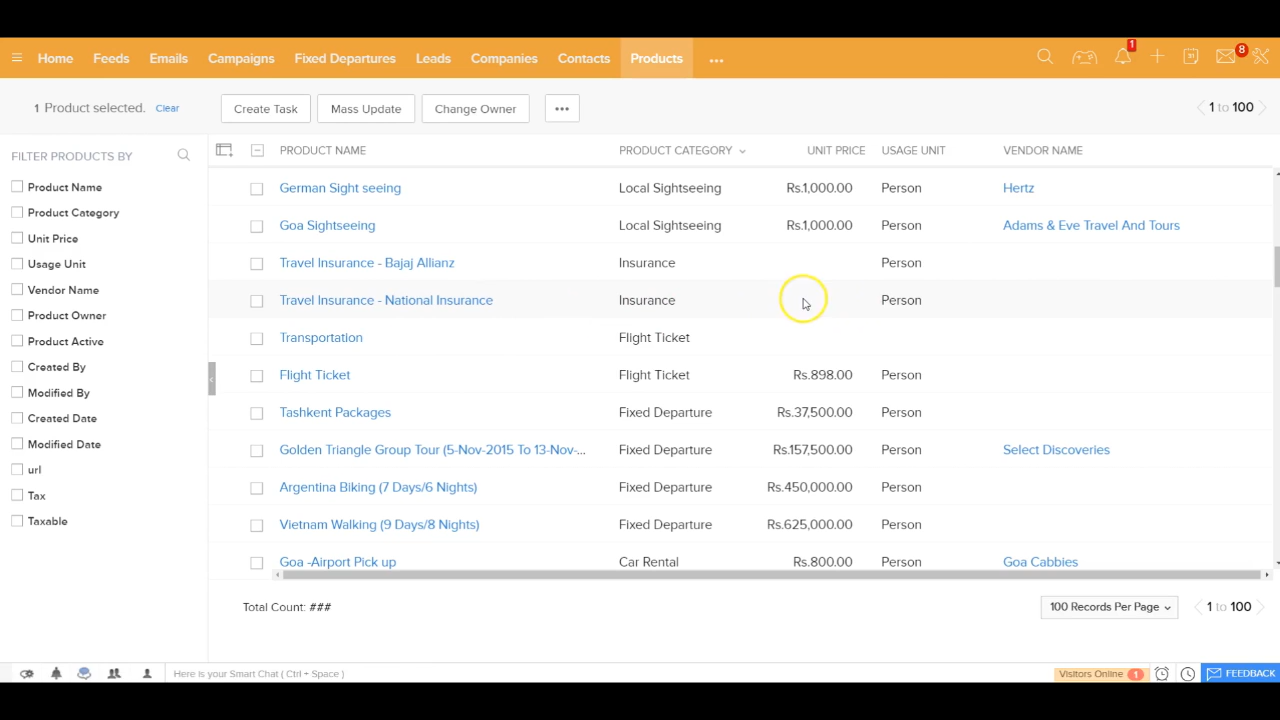 Home Feeds Emails Campaigns Fixed Departures Leads Companies Contacts Products ... 1 31 8
1 Product selected. Clear Create Task Mass Update Change Owner ... 1 to 100
FILTER PRODUCTS BY
Product Name
Product Category
Unit Price
Usage Unit
Vendor Name
Product Owner
Product Active
Created By
Modified By
Created Date
Modified Date
url
Tax
Taxable
PRODUCT NAME PRODUCT CATEGORY UNIT PRICE USAGE UNIT VENDOR NAME
German Sight seeing Local Sightseeing Rs.1,000.00 Person Hertz
Goa Sightseeing Local Sightseeing Rs.1,000.00 Person Adams & Eve Travel And Tours
Travel Insurance - Bajaj Allianz Insurance Person
Travel Insurance - National Insurance Insurance Person
Transportation Flight Ticket
Flight Ticket Flight Ticket Rs.898.00 Person
Tashkent Packages Fixed Departure Rs.37,500.00 Person
Golden Triangle Group Tour (5-Nov-2015 To 13-Nov-... Fixed Departure Rs.157,500.00 Person Select Discoveries
Argentina Biking (7 Days/6 Nights) Fixed Departure Rs.450,000.00 Person
Vietnam Walking (9 Days/8 Nights) Fixed Departure Rs.625,000.00 Person
Goa -Airport Pick up Car Rental Rs.800.00 Person Goa Cabbies
Total Count: ### 100 Records Per Page 1 to 100
Here is your Smart Chat ( Ctrl + Space ) Visitors Online 1 FEEDBACK